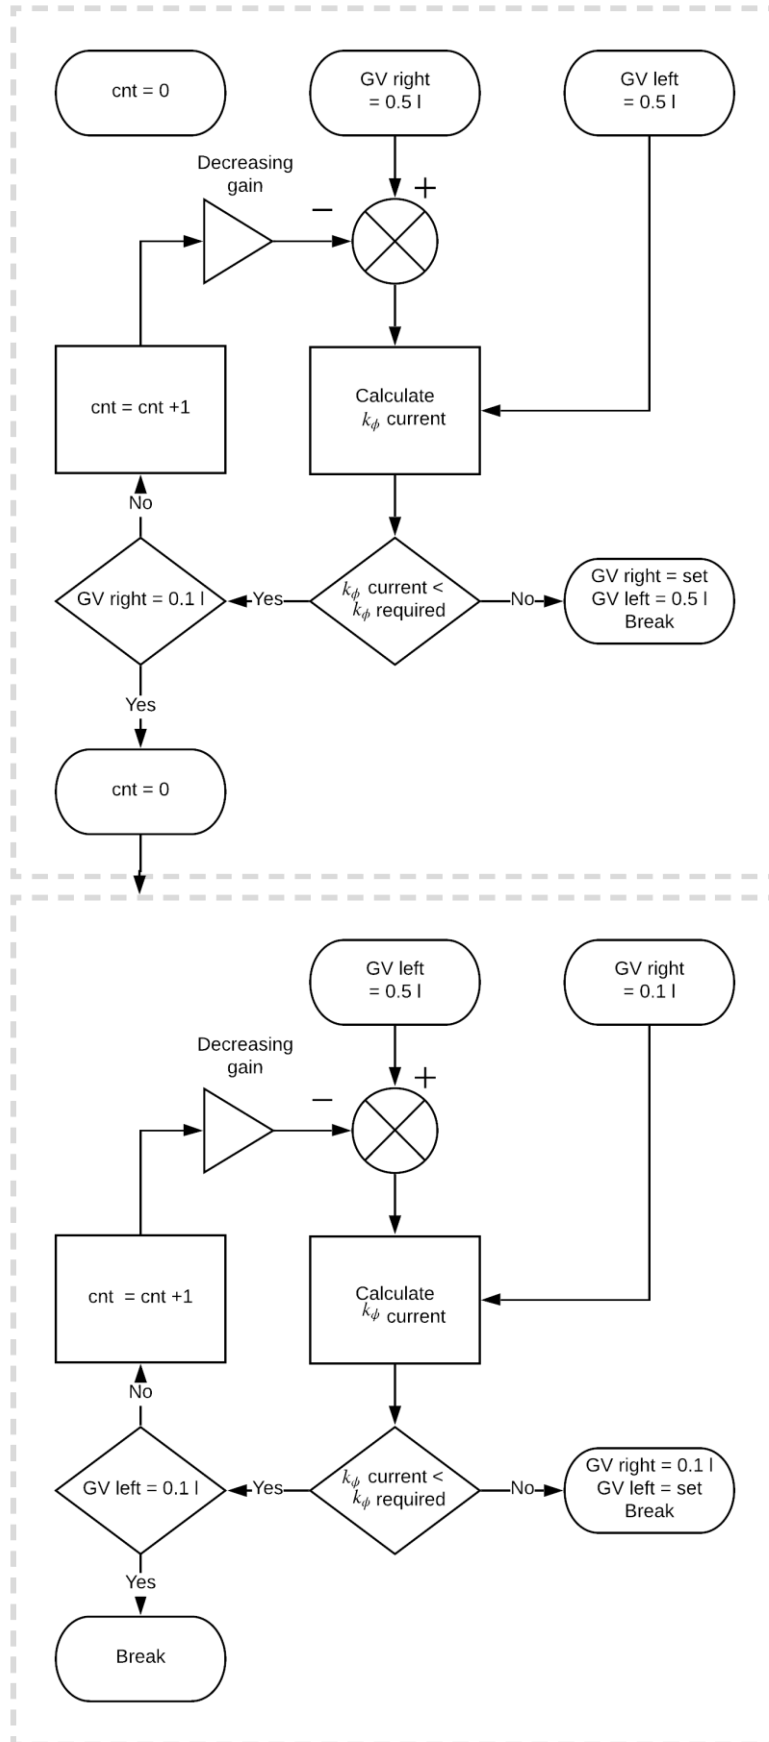 cnt = 0
GV right
= 0.5 l
GV left
= 0.5 l
Decreasing
gain
−
+
cnt = cnt +1
Calculate
kϕ current
No
GV right = 0.1 l
Yes
kϕ current <
kϕ required
No
GV right = set
GV left = 0.5 l
Break
Yes
cnt = 0
GV left
= 0.5 l
GV right
= 0.1 l
Decreasing
gain
−
+
cnt = cnt +1
Calculate
kϕ current
No
GV left = 0.1 l
Yes
kϕ current <
kϕ required
No
GV right = 0.1 l
GV left = set
Break
Yes
Break